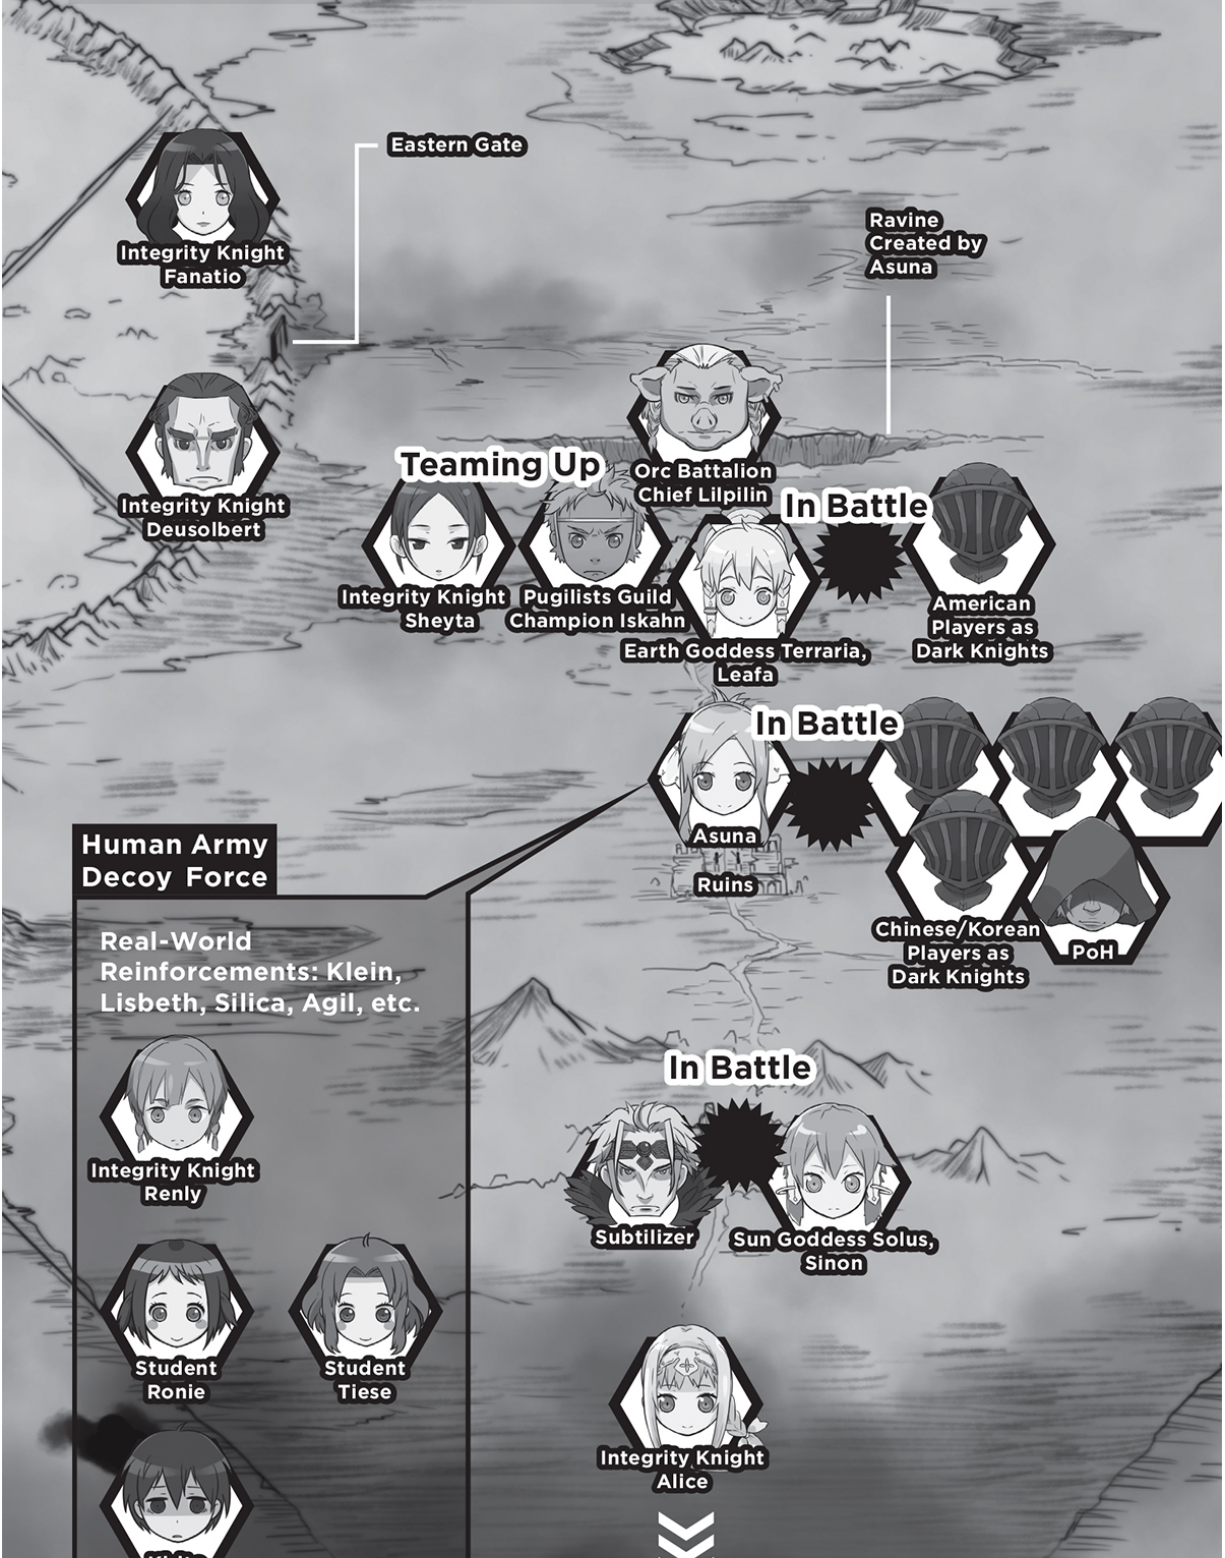 Eastern Gate
Integrity Knight
Fanatio
Ravine
Created by
Asuna
Integrity Knight
Deusolbert
Teaming Up
Orc Battalion
Chief Lilpilin
In Battle
Integrity Knight
Sheyta
Pugilists Guild
Champion Iskahn
Earth Goddess Terraria,
Leafa
American
Players as
Dark Knights
In Battle
Asuna
Ruins
Chinese/Korean
Players as
Dark Knights
PoH
Human Army
Decoy Force
Real-World
Reinforcements: Klein,
Lisbeth, Silica, Agil, etc.
Integrity Knight
Renly
In Battle
Subtilizer
Sun Goddess Solus,
Sinon
Student
Ronie
Student
Tiese
Integrity Knight
Alice